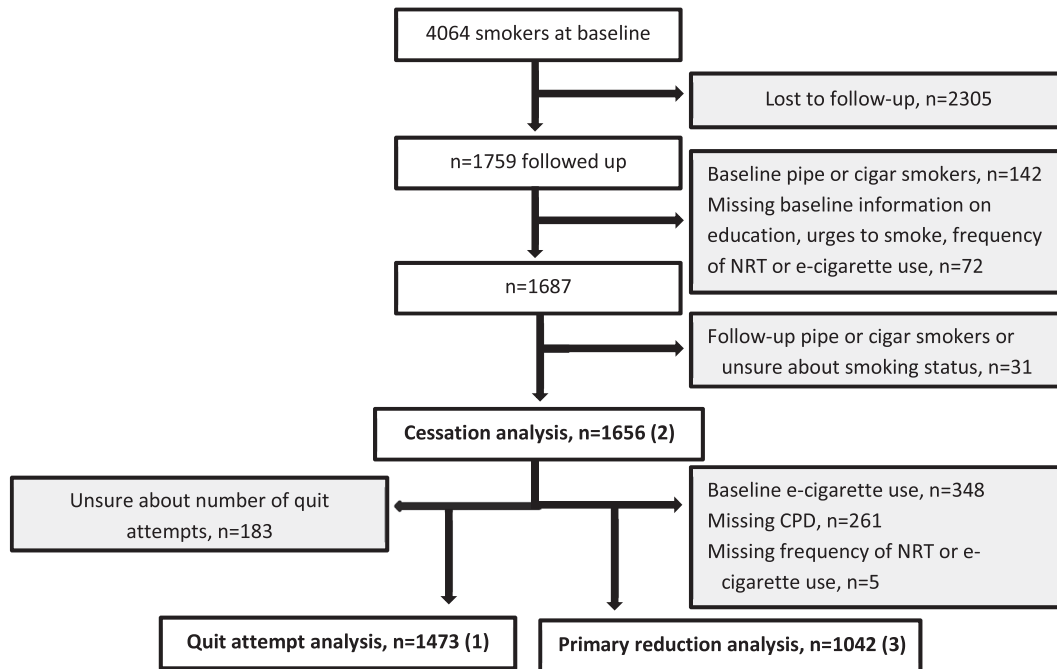 4064 smokers at baseline
Lost to follow-up, n=2305
n=1759 followed up
Baseline pipe or cigar smokers, n=142
Missing baseline information on
education, urges to smoke, frequency
of NRT or e-cigarette use, n=72
n=1687
Follow-up pipe or cigar smokers or
unsure about smoking status, n=31
Cessation analysis, n=1656 (2)
Unsure about number of quit
attempts, n=183
Baseline e-cigarette use, n=348
Missing CPD, n=261
Missing frequency of NRT or e-
cigarette use, n=5
Quit attempt analysis, n=1473 (1)
Primary reduction analysis, n=1042 (3)